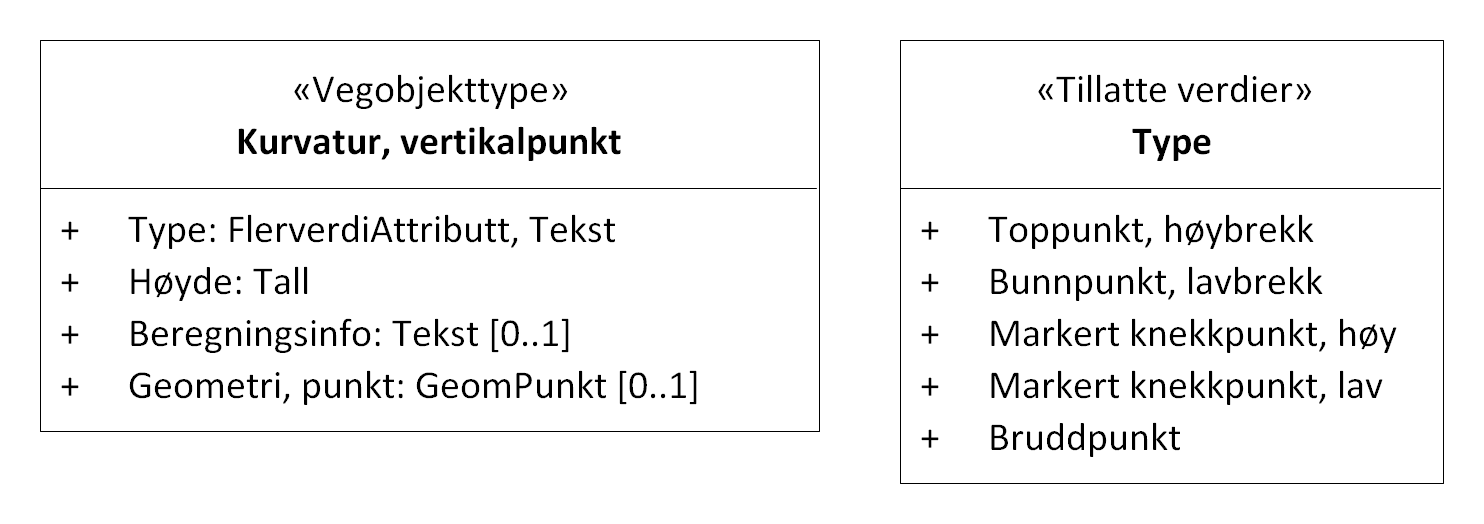 «Vegobjekttype»
Kurvatur, vertikalpunkt
+ Type: FlerverdiAttributt, Tekst
+ Høyde: Tall
+ Beregningsinfo: Tekst [0..1]
+ Geometri, punkt: GeomPunkt [0..1]
«Tillatte verdier»
Type
+ Toppunkt, høybrekk
+ Bunnpunkt, lavbrekk
+ Markert knekkpunkt, høy
+ Markert knekkpunkt, lav
+ Bruddpunkt